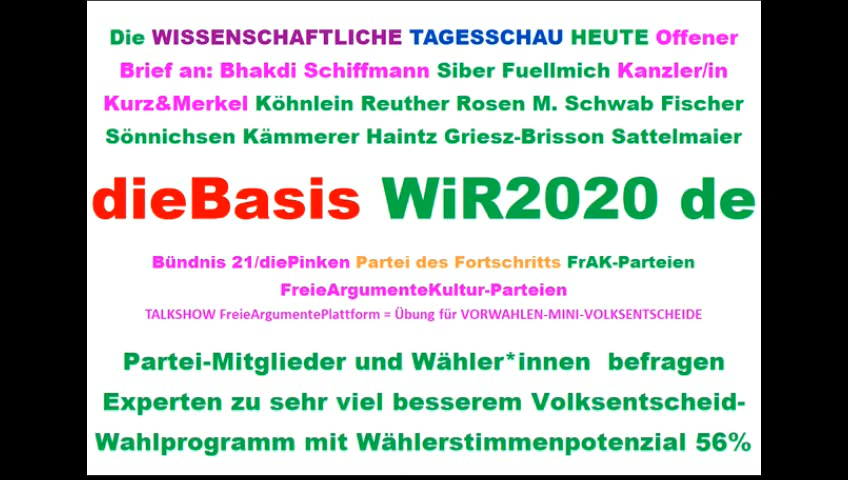 Die WISSENSCHAFTLICHE TAGESSCHAU HEUTE Offener
Brief an: Bhakdi Schiffmann Siber Fuellmich Kanzler/in
Kurz&Merkel Köhnlein Reuther Rosen M. Schwab Fischer
Sönnichsen Kämmerer Haintz Griesz-Brisson Sattelmaier
dieBasis WiR2020 de
Bündnis 21/diePinken Partei des Fortschritts FrAK-Parteien
FreieArgumenteKultur-Parteien
TALKSHOW FreieArgumentePlattform = Übung für VORWAHLEN-MINI-VOLKSENTSCHEIDE
Partei-Mitglieder und Wähler*innen befragen
Experten zu sehr viel besserem Volksentscheid-
Wahlprogramm mit Wählerstimmenpotenzial 56%